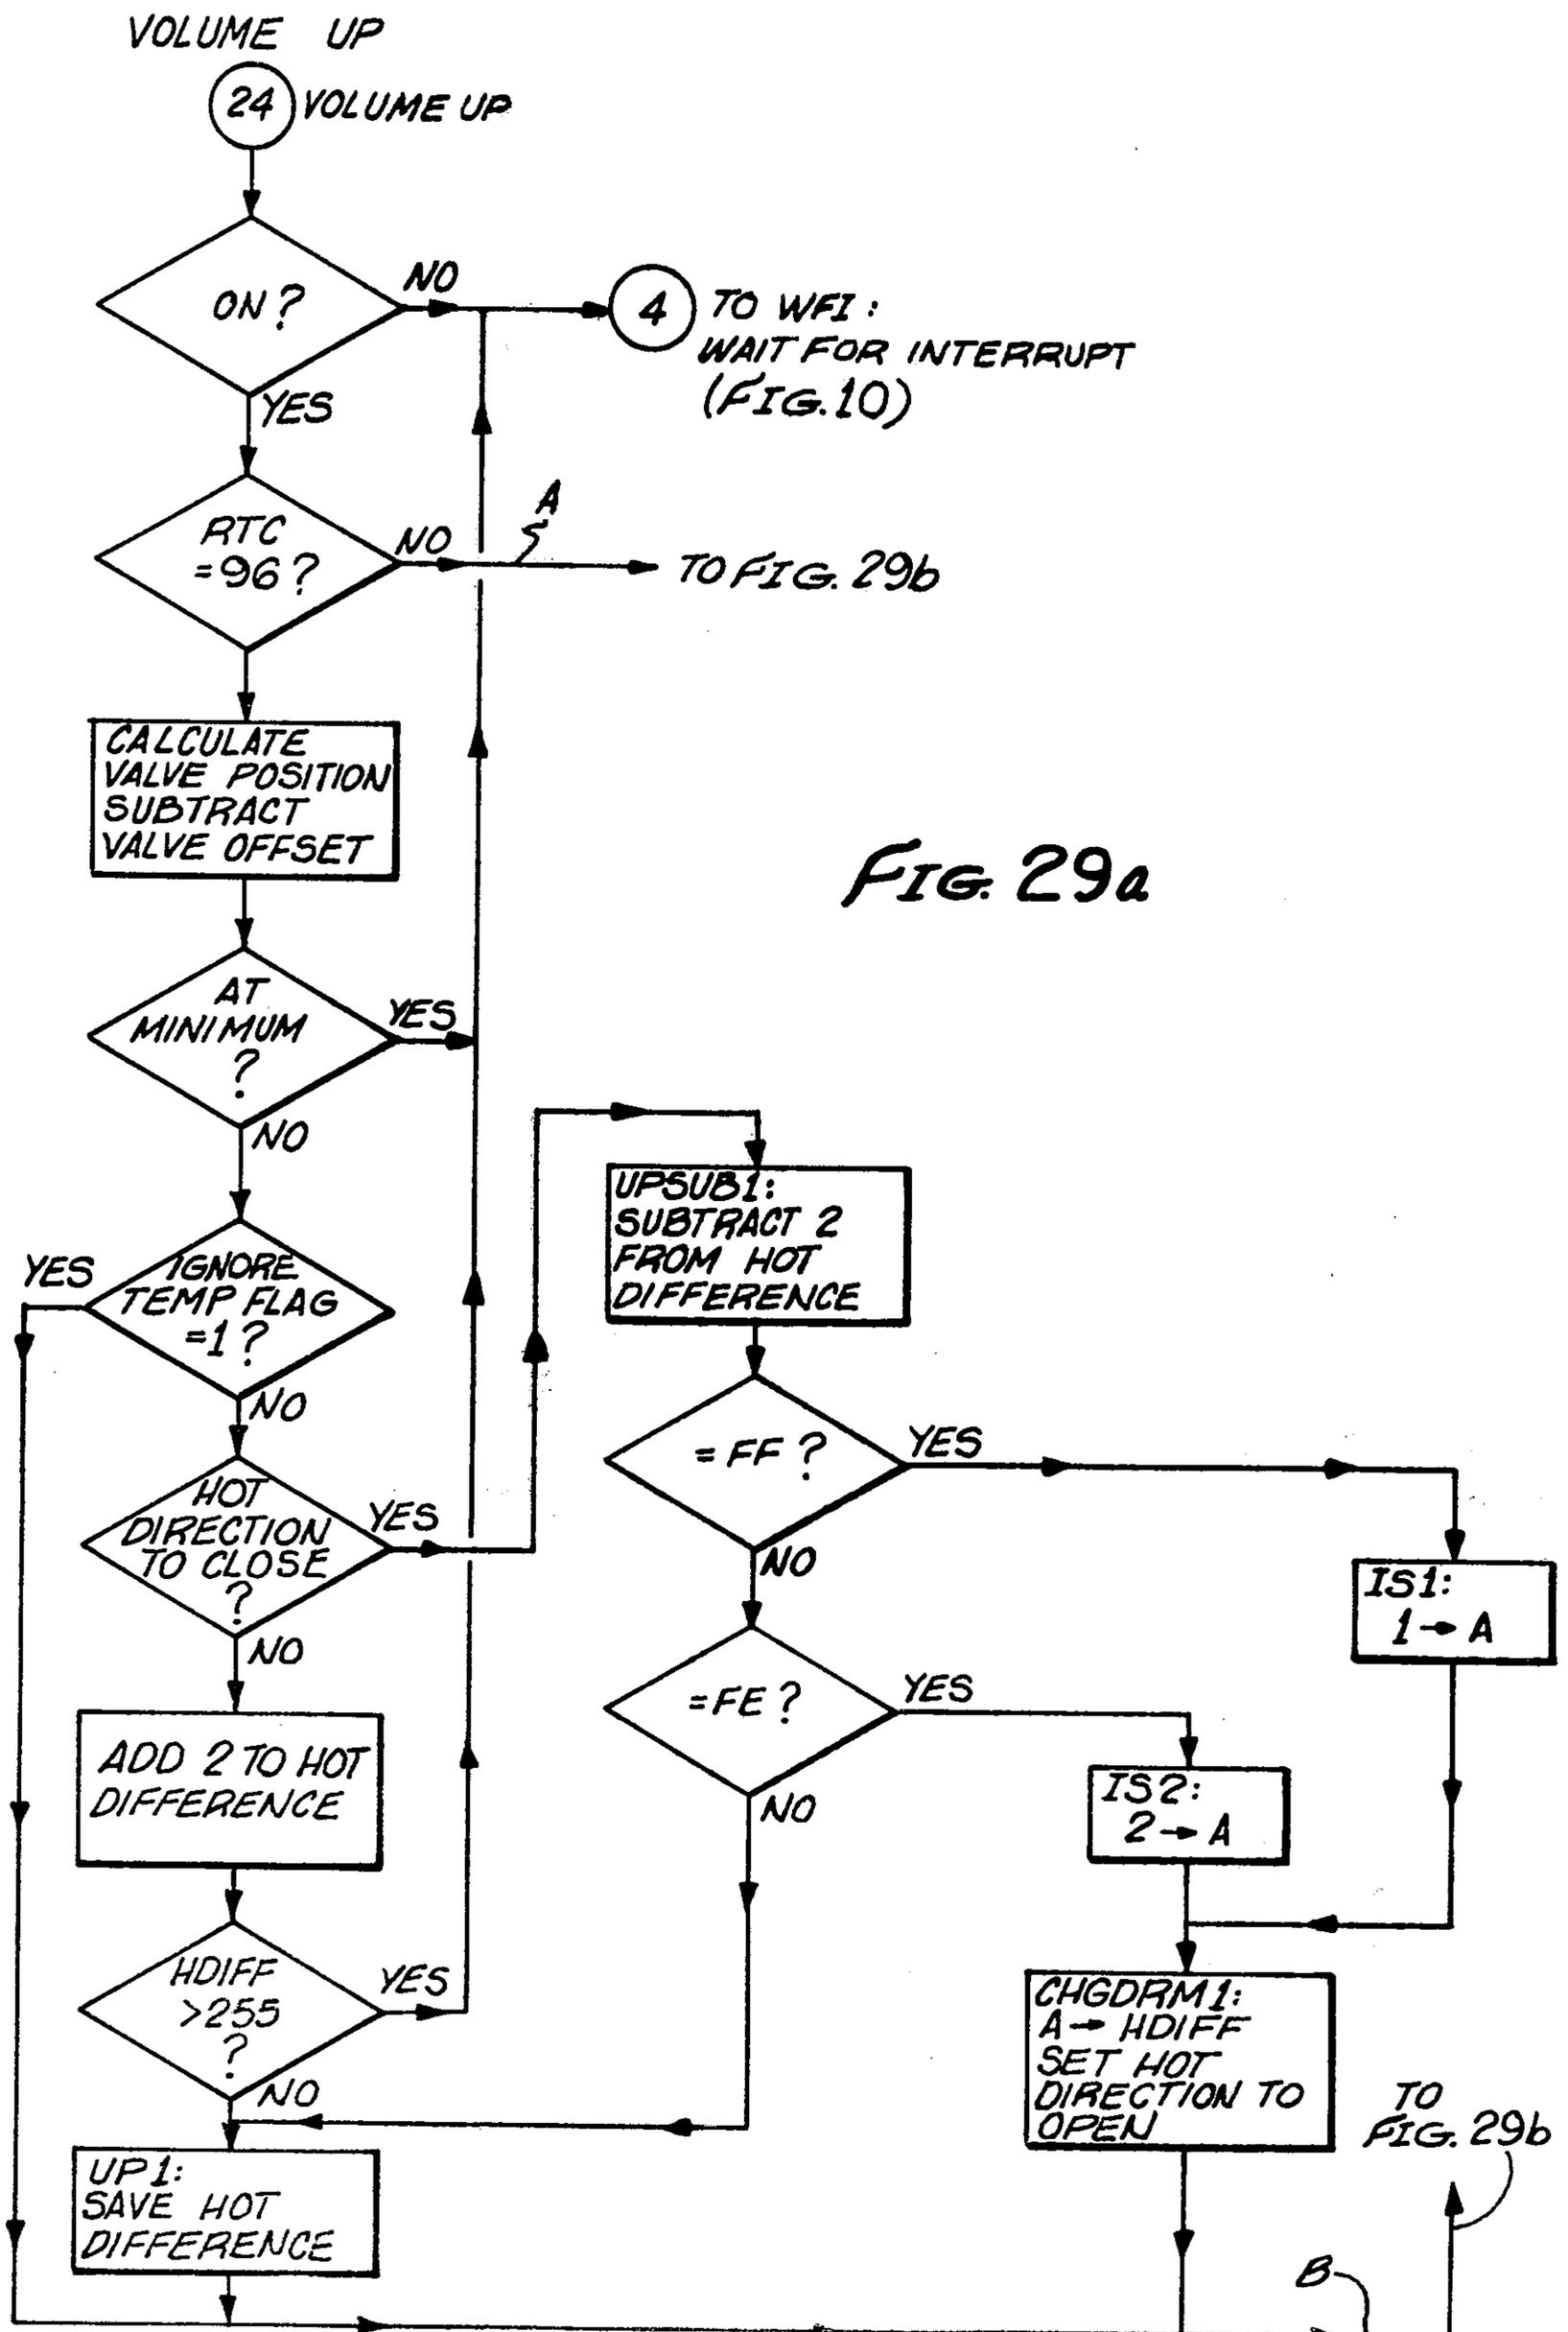 VOLUME UP
24 VOLUME UP
ON?
NO
4
TO WFI:
WAIT FOR INTERRUPT
(FIG.10)
YES
RTC
=96?
NO
A
TO FIG. 29b
CALCULATE
VALVE POSITION
SUBTRACT
VALVE OFFSET
FIG. 29a
AT
MINIMUM
?
YES
NO
IGNORE
TEMP FLAG
=1?
YES
NO
HOT
DIRECTION
TO CLOSE
?
YES
NO
ADD 2 TO HOT
DIFFERENCE
HDIFF
>255
?
YES
NO
UP1:
SAVE HOT
DIFFERENCE
UPSUB1:
SUBTRACT 2
FROM HOT
DIFFERENCE
= FF ?
YES
NO
IS1:
1→A
=FE?
YES
NO
IS2:
2→A
CHGDRM1:
A→HDIFF
SET HOT
DIRECTION TO
OPEN
TO
FIG. 29b
B